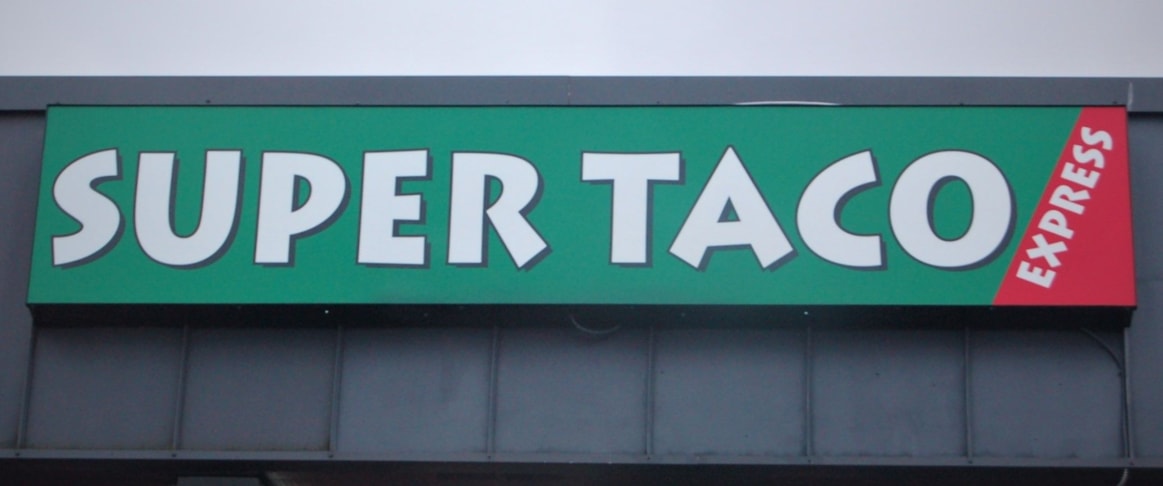 SUPER TACO
EXPRESS